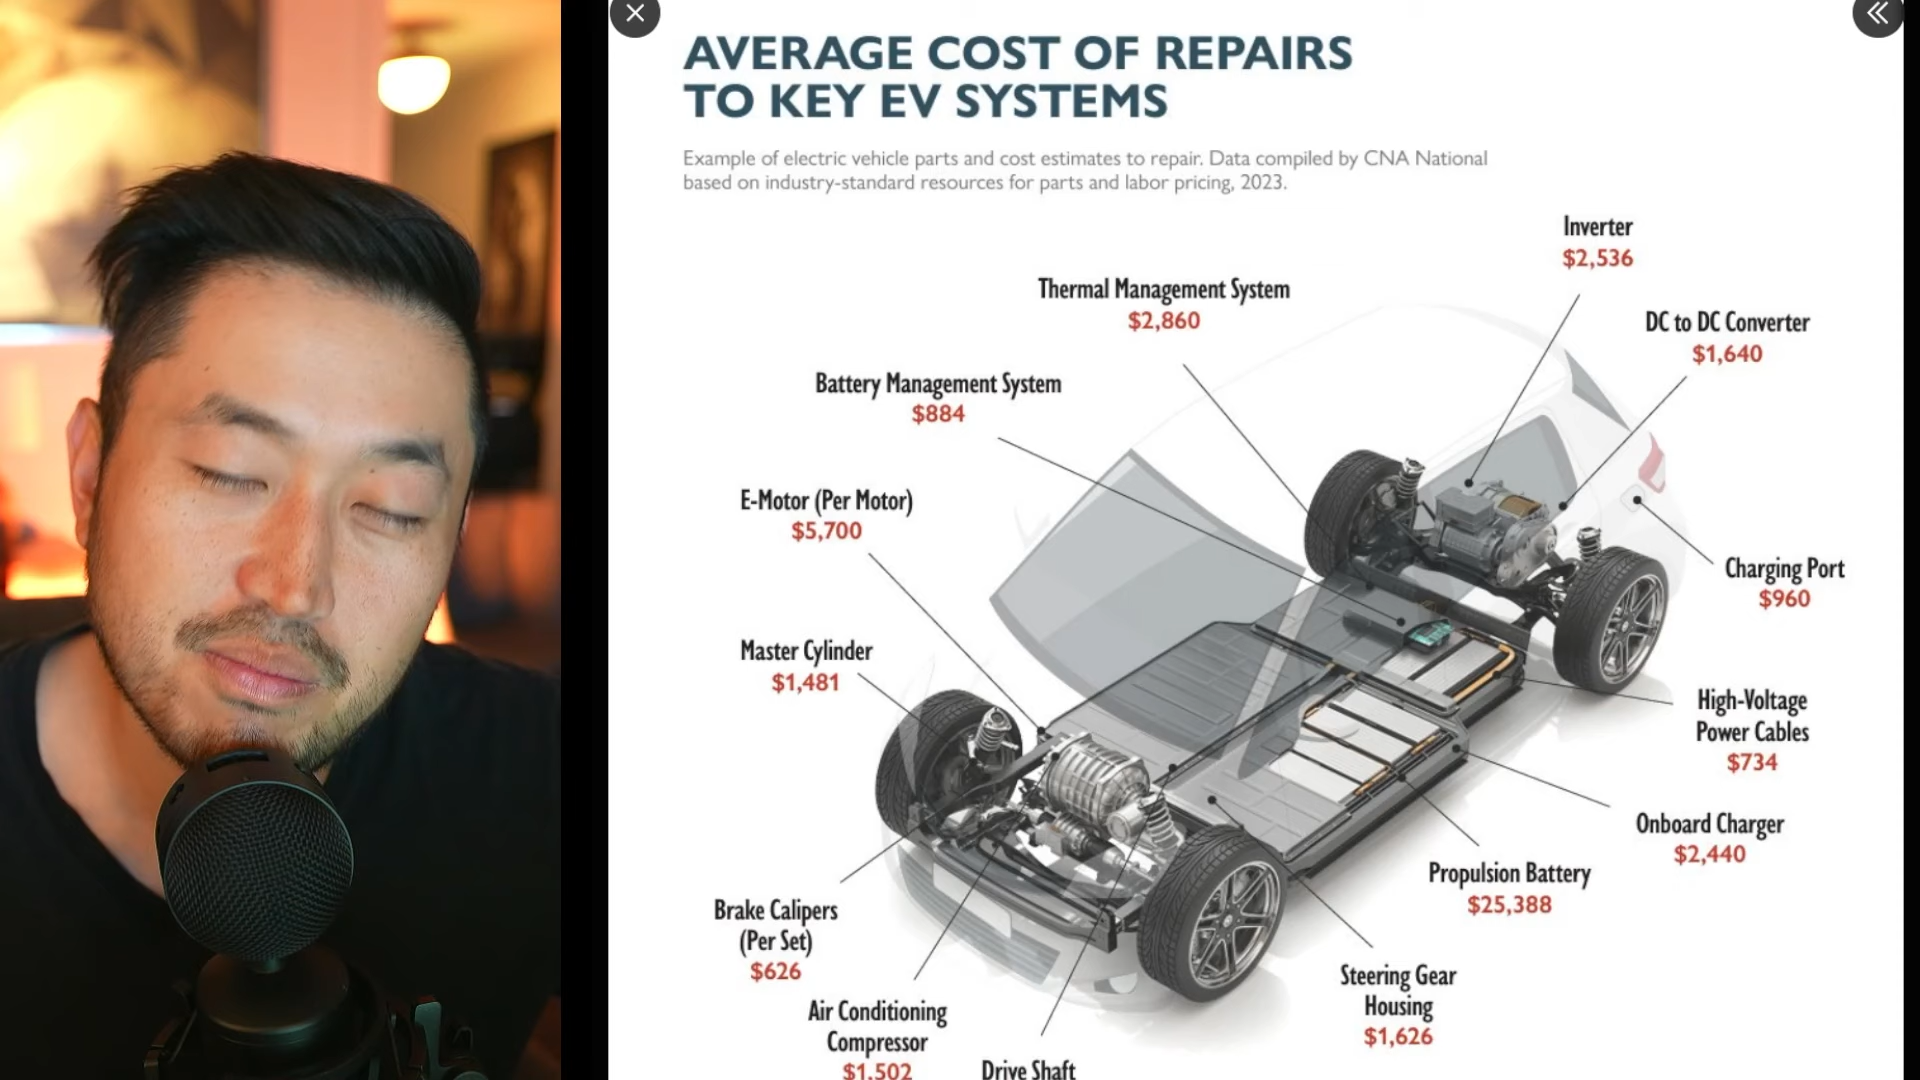 AVERAGE COST OF REPAIRS
TO KEY EV SYSTEMS
Example of electric vehicle parts and cost estimates to repair. Data compiled by CNA National
based on industry-standard resources for parts and labor pricing, 2023.
Inverter
$2,536
Thermal Management System
$2,860
DC to DC Converter
$1,640
Battery Management System
$884
E-Motor (Per Motor)
$5,700
Charging Port
$960
Master Cylinder
$1,481
High-Voltage
Power Cables
$734
Onboard Charger
$2,440
Propulsion Battery
$25,388
Brake Calipers
(Per Set)
$626
Steering Gear
Housing
$1,626
Air Conditioning
Compressor
$1,502
Drive Shaft